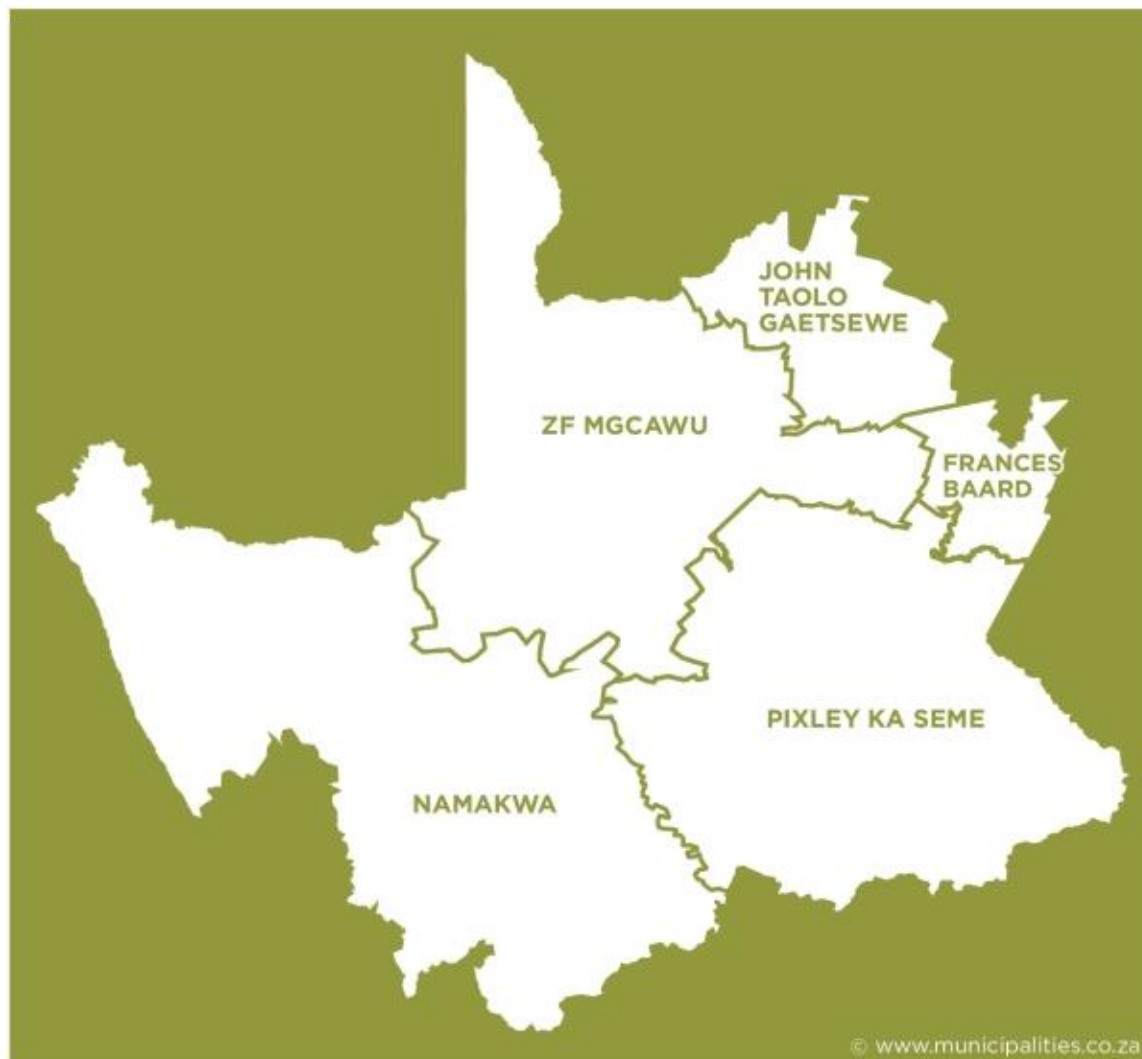 JOHN
TAOLO
GAETSEWE
ZF MGCAWU
FRANCES
BAARD
PIXLEY KA SEME
NAMAKWA
© www.municipalities.co.za